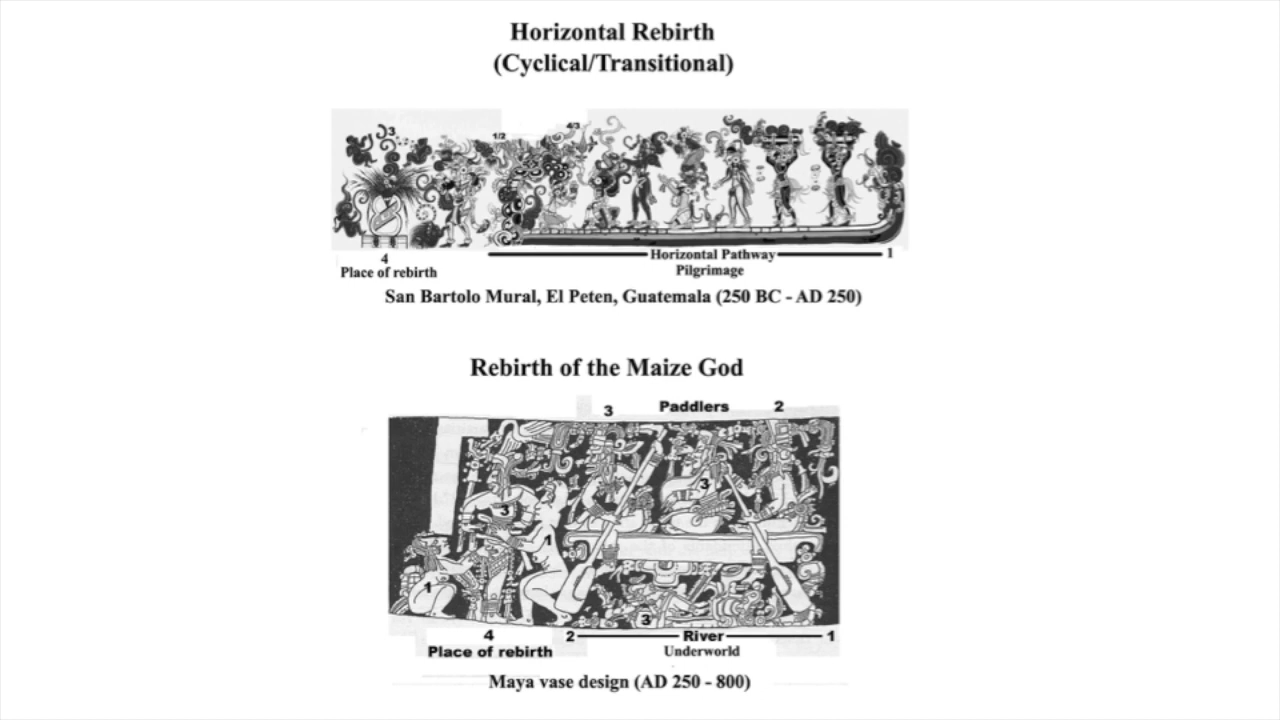 Horizontal Rebirth
(Cyclical/Transitional)
3
1/2
4/3
4
Place of rebirth
Horizontal Pathway
1
Pilgrimage
San Bartolo Mural, El Peten, Guatemala (250 BC - AD 250)
Rebirth of the Maize God
3
Paddlers
2
3
3
1
1
3
4
2
River
1
Place of rebirth
Underworld
Maya vase design (AD 250 - 800)